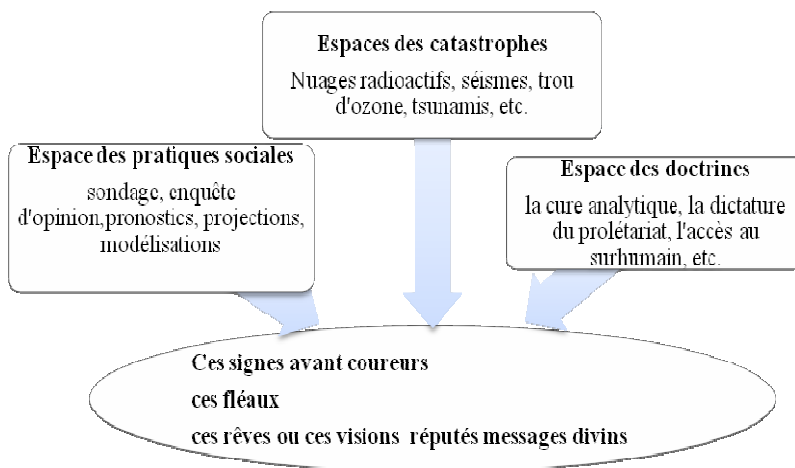 Espaces des catastrophes
Nuages radioactifs, séismes, trou
d'ozone, tsunamis, etc.
Espace des pratiques sociales
sondage, enquête
d'opinion,pronostics, projections,
modélisations
Espace des doctrines
la cure analytique, la dictature
du prolétariat, l'accès au
surhumain, etc.
Ces signes avant coureurs
ces fléaux
ces rêves ou ces visions réputés messages divins